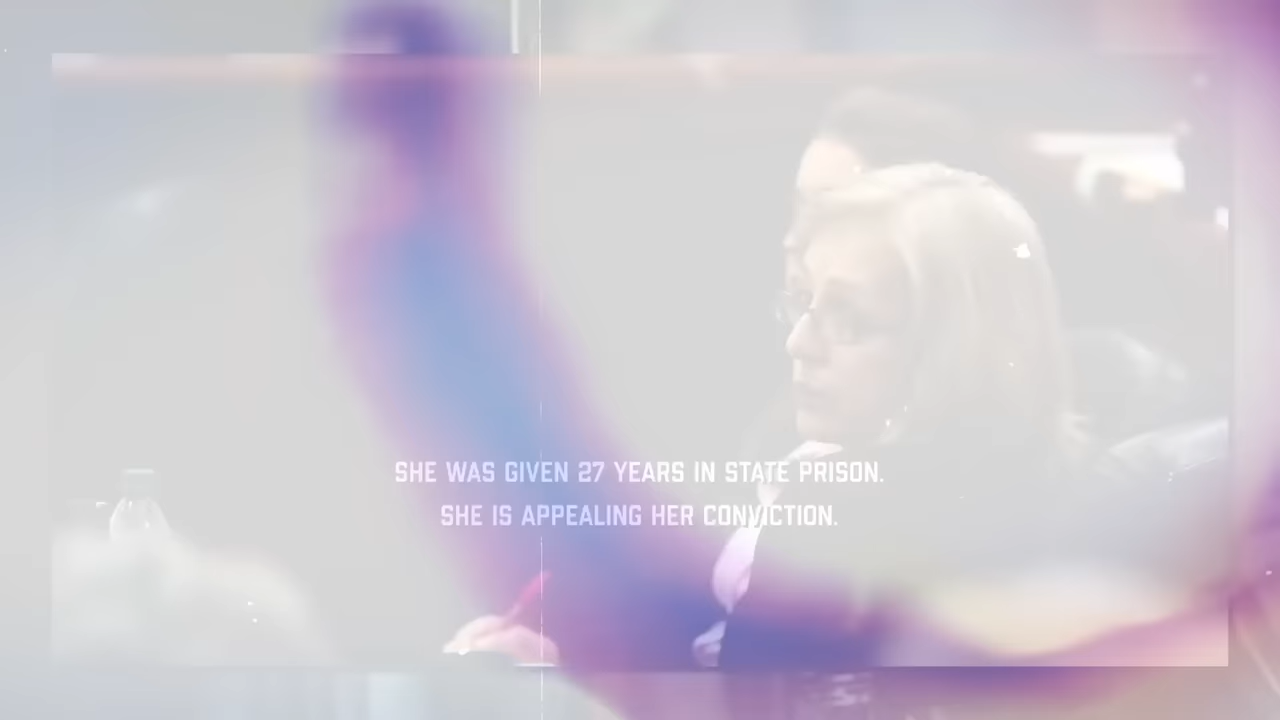 SHE WAS GIVEN 27 YEARS IN STATE PRISON.
SHE IS APPEALING HER CONVICTION.